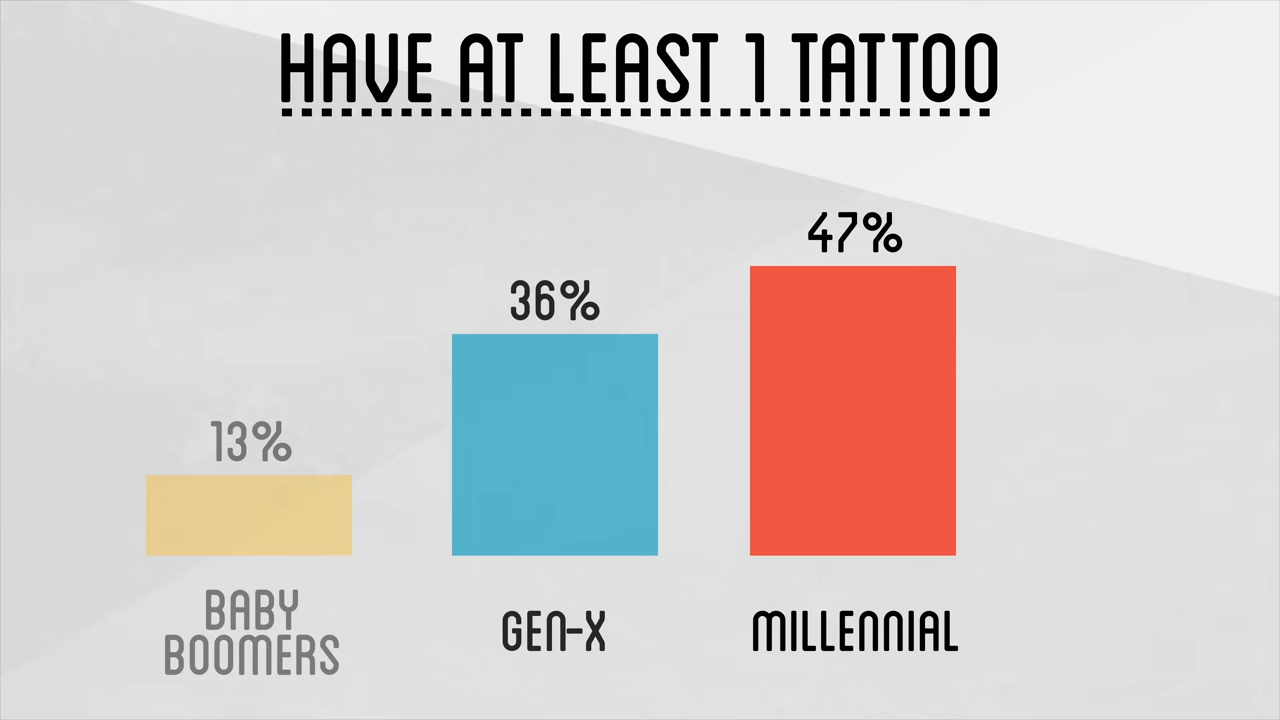 HAVE AT LEAST 1 TATTOO
47%
36%
13%
BABY
BOOMERS
GEN-X
MILLENNIAL